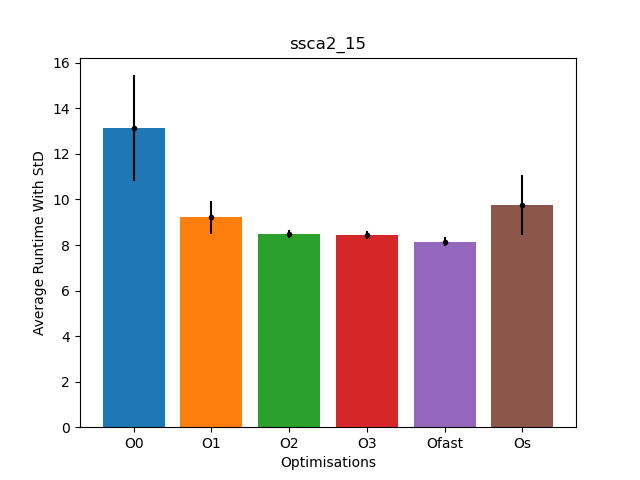 ssca2_15
16
14
12
10
8
6
4
2
0
Average Runtime With StD
O0 O1 O2 O3 Ofast Os
Optimisations